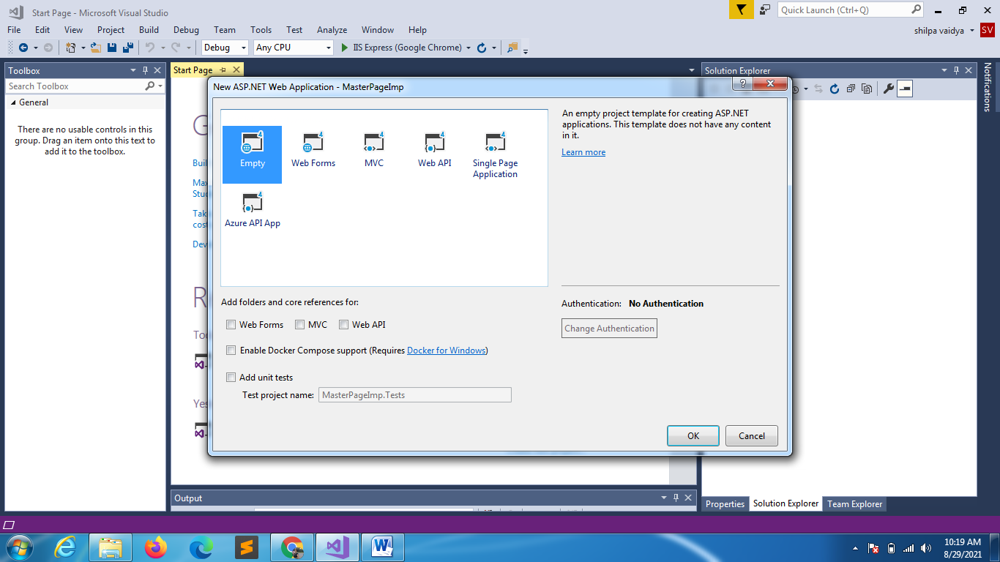 Start Page - Microsoft Visual Studio
Quick Launch (Ctrl+Q)
File Edit View Project Build Debug Team Tools Test Analyze Window Help
shilpa vaidya SV
Debug Any CPU IIS Express (Google Chrome)
Toolbox
Start Page
Solution Explorer
Notifications
Search Toolbox
General
There are no usable controls in this
group. Drag an item onto this text to
add it to the toolbox.
New ASP.NET Web Application - MasterPageImp
Empty
Web Forms
MVC
Web API
Single Page
Application
Azure API App
An empty project template for creating ASP.NET
applications. This template does not have any content
in it.
Learn more
Add folders and core references for:
Web Forms MVC Web API
Enable Docker Compose support (Requires Docker for Windows)
Add unit tests
Test project name: MasterPageImp.Tests
Authentication: No Authentication
Change Authentication
OK Cancel
Output
Properties Solution Explorer Team Explorer
10:19 AM
8/29/2021